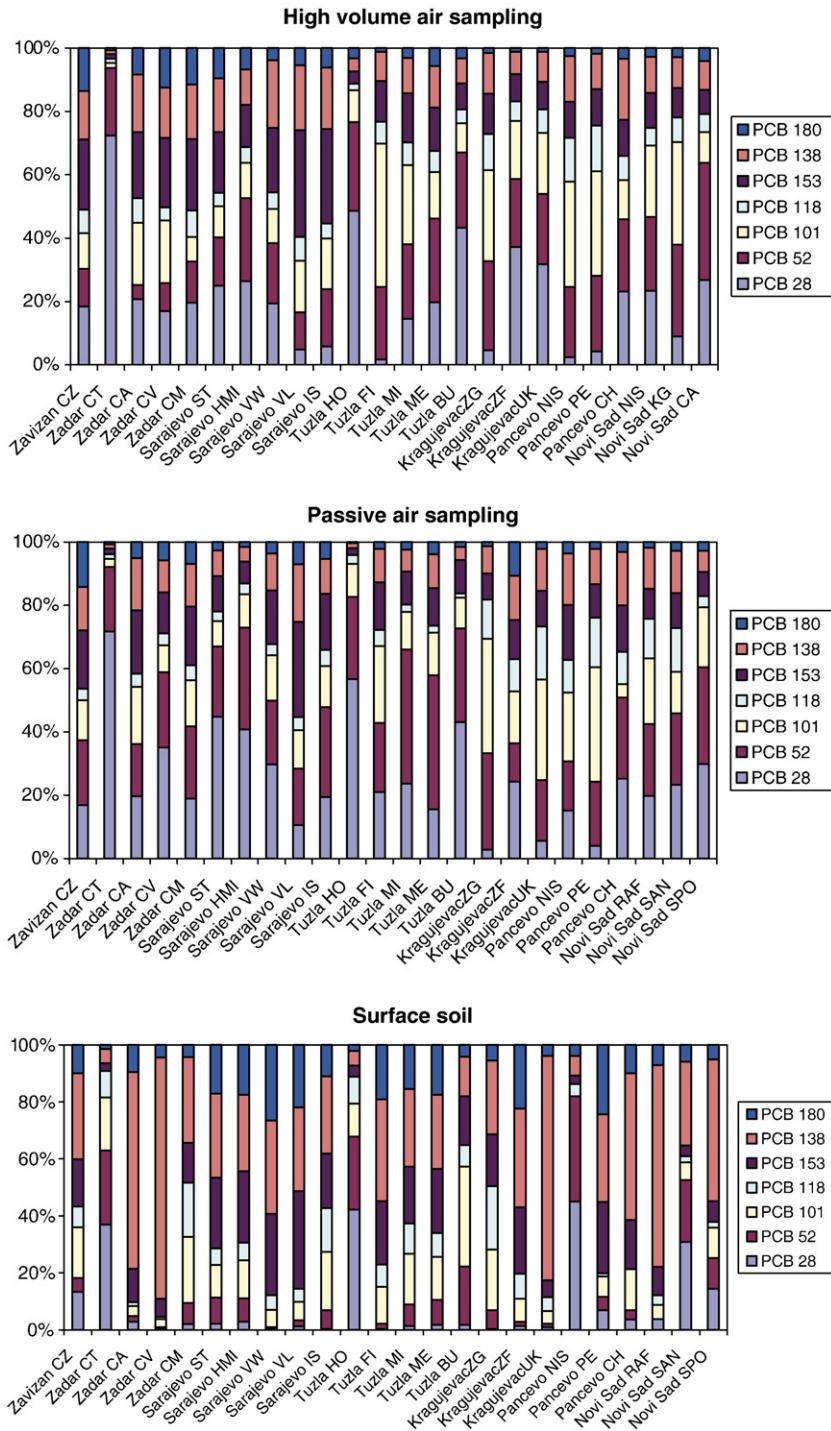 High volume air sampling
100%
80%
60%
40%
20%
0%
PCB 180
PCB 138
PCB 153
PCB 118
PCB 101
PCB 52
PCB 28
Zavizan CZ
Zadar CT
Zadar CA
Zadar CV
Zadar CM
Sarajevo ST
Sarajevo HMI
Sarajevo VW
Sarajevo VL
Sarajevo IS
Tuzla HO
Tuzla FI
Tuzla MI
Tuzla ME
Tuzla BU
KragujevacZG
KragujevacZF
KragujevacUK
Pancevo NIS
Pancevo PE
Pancevo CH
Novi Sad NIS
Novi Sad KG
Novi Sad CA
Passive air sampling
100%
80%
60%
40%
20%
0%
PCB 180
PCB 138
PCB 153
PCB 118
PCB 101
PCB 52
PCB 28
Zavizan CZ
Zadar CT
Zadar CA
Zadar CV
Zadar CM
Sarajevo ST
Sarajevo HMI
Sarajevo VW
Sarajevo VL
Sarajevo IS
Tuzla HO
Tuzla FI
Tuzla MI
Tuzla ME
Tuzla BU
KragujevacZG
KragujevacZF
KragujevacUK
Pancevo NIS
Pancevo PE
Pancevo CH
Novi Sad RAF
Novi Sad SAN
Novi Sad SPO
Surface soil
100%
80%
60%
40%
20%
0%
PCB 180
PCB 138
PCB 153
PCB 118
PCB 101
PCB 52
PCB 28
Zavizan CZ
Zadar CT
Zadar CA
Zadar CV
Zadar CM
Sarajevo ST
Sarajevo HMI
Sarajevo VW
Sarajevo VL
Sarajevo IS
Tuzla HO
Tuzla FI
Tuzla MI
Tuzla ME
Tuzla BU
KragujevacZG
KragujevacZF
KragujevacUK
Pancevo NIS
Pancevo PE
Pancevo CH
Novi Sad RAF
Novi Sad SAN
Novi Sad SPO